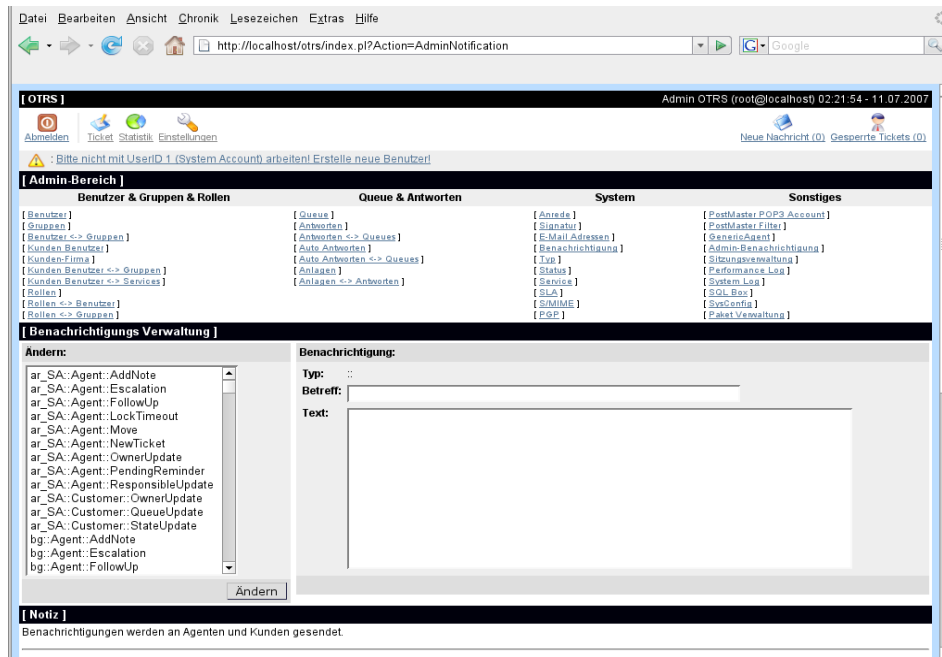 Datei Bearbeiten Ansicht Chronik Lesezeichen Extras Hilfe
http://localhost/otrs/index.pl?Action=AdminNotification
G Google
[ OTRS ]
Admin OTRS (root@localhost) 02:21:54 - 11.07.2007
Abmelden Ticket Statistik Einstellungen
Neue Nachricht (0) Gesperrte Tickets (0)
: Bitte nicht mit UserID 1 (System Account) arbeiten! Erstelle neue Benutzer!
[ Admin-Bereich ]
Benutzer & Gruppen & Rollen
[ Benutzer ]
[ Gruppen ]
[ Benutzer <-> Gruppen ]
[ Kunden Benutzer ]
[ Kunden-Firma ]
[ Kunden Benutzer <-> Gruppen ]
[ Kunden Benutzer <-> Services ]
[ Rollen ]
[ Rollen <-> Benutzer ]
[ Rollen <-> Gruppen ]
Queue & Antworten
[ Queue ]
[ Antworten ]
[ Antworten <-> Queues ]
[ Auto Antworten ]
[ Auto Antworten <-> Queues ]
[ Anlagen ]
[ Anlagen <-> Antworten ]
System
[ Anrede ]
[ Signatur ]
[ E-Mail Adressen ]
[ Benachrichtigung ]
[ Typ ]
[ Status ]
[ Service ]
[ SLA ]
[ S/MIME ]
[ PGP ]
Sonstiges
[ PostMaster POP3 Account ]
[ PostMaster Filter ]
[ GenericAgent ]
[ Admin-Benachrichtigung ]
[ Sitzungsverwaltung ]
[ Performance Log ]
[ System Log ]
[ SQL Box ]
[ SysConfig ]
[ Paket Verwaltung ]
[ Benachrichtigungs Verwaltung ]
Ändern:
ar_SA::Agent::AddNote
ar_SA::Agent::Escalation
ar_SA::Agent::FollowUp
ar_SA::Agent::LockTimeout
ar_SA::Agent::Move
ar_SA::Agent::NewTicket
ar_SA::Agent::OwnerUpdate
ar_SA::Agent::PendingReminder
ar_SA::Agent::ResponsibleUpdate
ar_SA::Customer::OwnerUpdate
ar_SA::Customer::QueueUpdate
ar_SA::Customer::StateUpdate
bg::Agent::AddNote
bg::Agent::Escalation
bg::Agent::FollowUp
Ändern
Benachrichtigung:
Typ: ::
Betreff:
Text:
[ Notiz ]
Benachrichtigungen werden an Agenten und Kunden gesendet.